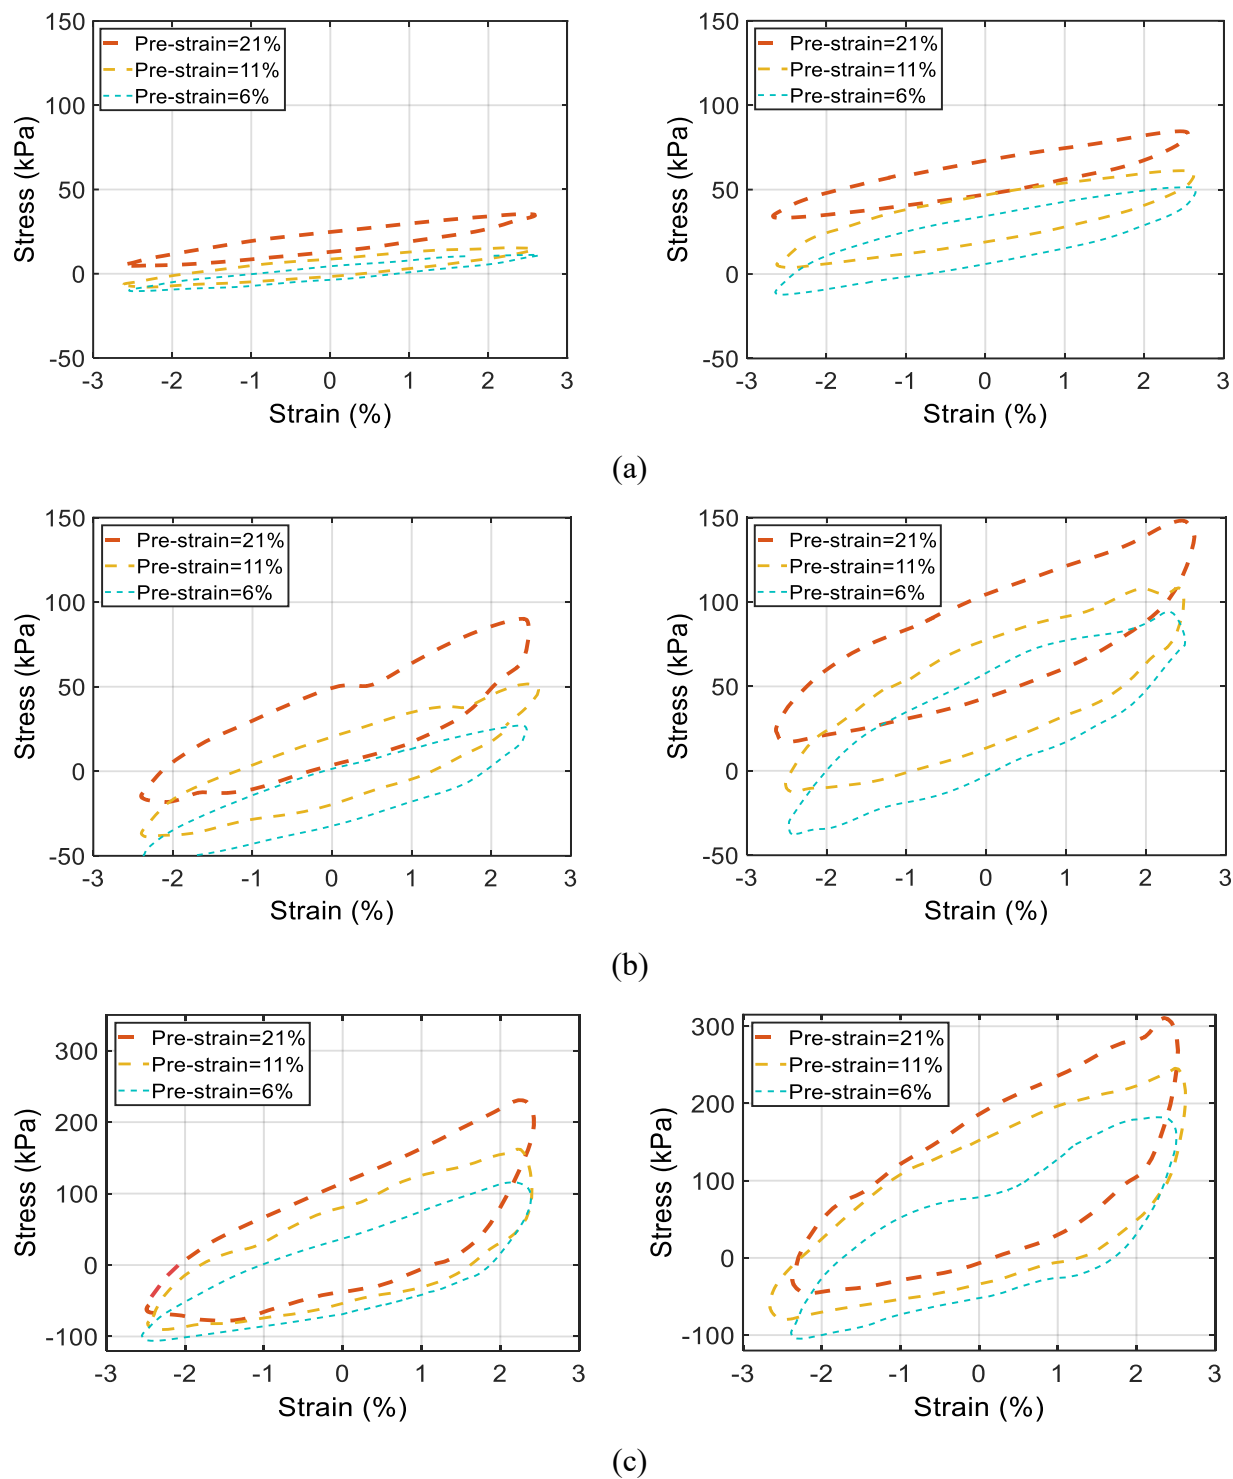 150
100
50
0
-50
Stress (kPa)
Pre-strain=21%
Pre-strain=11%
Pre-strain=6%
-3 -2 -1 0 1 2 3
Strain (%)
150
100
50
0
-50
Stress (kPa)
Pre-strain=21%
Pre-strain=11%
Pre-strain=6%
-3 -2 -1 0 1 2 3
Strain (%)
(a)
150
100
50
0
-50
Stress (kPa)
Pre-strain=21%
Pre-strain=11%
Pre-strain=6%
-3 -2 -1 0 1 2 3
Strain (%)
150
100
50
0
-50
Stress (kPa)
Pre-strain=21%
Pre-strain=11%
Pre-strain=6%
-3 -2 -1 0 1 2 3
Strain (%)
(b)
300
200
100
0
-100
Stress (kPa)
Pre-strain=21%
Pre-strain=11%
Pre-strain=6%
-3 -2 -1 0 1 2 3
Strain (%)
300
200
100
0
-100
Stress (kPa)
Pre-strain=21%
Pre-strain=11%
Pre-strain=6%
-3 -2 -1 0 1 2 3
Strain (%)
(c)